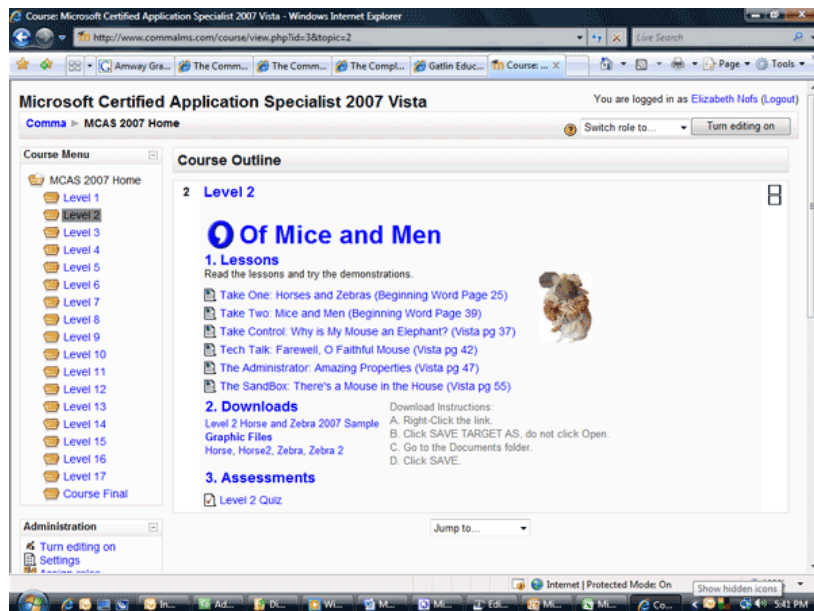 Course: Microsoft Certified Application Specialist 2007 Vista - Windows Internet Explorer
http://www.commalms.com/course/view.php?id=3&topic=2
Live Search
Amway Gra...
The Comm...
The Comm...
The Compl...
Gatlin Educ...
Course: ...
Page
Tools
Microsoft Certified Application Specialist 2007 Vista
You are logged in as Elizabeth Nofs (Logout)
Comma ► MCAS 2007 Home
Switch role to...
Turn editing on
Course Menu
MCAS 2007 Home
Level 1
Level 2
Level 3
Level 4
Level 5
Level 6
Level 7
Level 8
Level 9
Level 10
Level 11
Level 12
Level 13
Level 14
Level 15
Level 16
Level 17
Course Final
Administration
Turn editing on
Settings
Assign roles
Course Outline
2 Level 2
Of Mice and Men
1. Lessons
Read the lessons and try the demonstrations.
Take One: Horses and Zebras (Beginning Word Page 25)
Take Two: Mice and Men (Beginning Word Page 39)
Take Control: Why is My Mouse an Elephant? (Vista pg 37)
Tech Talk: Farewell, O Faithful Mouse (Vista pg 42)
The Administrator: Amazing Properties (Vista pg 47)
The SandBox: There's a Mouse in the House (Vista pg 55)
2. Downloads
Level 2 Horse and Zebra 2007 Sample
Graphic Files
Horse, Horse2, Zebra, Zebra 2
Download Instructions:
A. Right-Click the link.
B. Click SAVE TARGET AS, do not click Open.
C. Go to the Documents folder.
D. Click SAVE.
3. Assessments
Level 2 Quiz
Jump to...
Internet | Protected Mode: On
Show hidden icons
In...
Ad...
Di...
Wi...
M...
Mi...
Edi...
Mi...
Mi...
Co...
5:41 PM